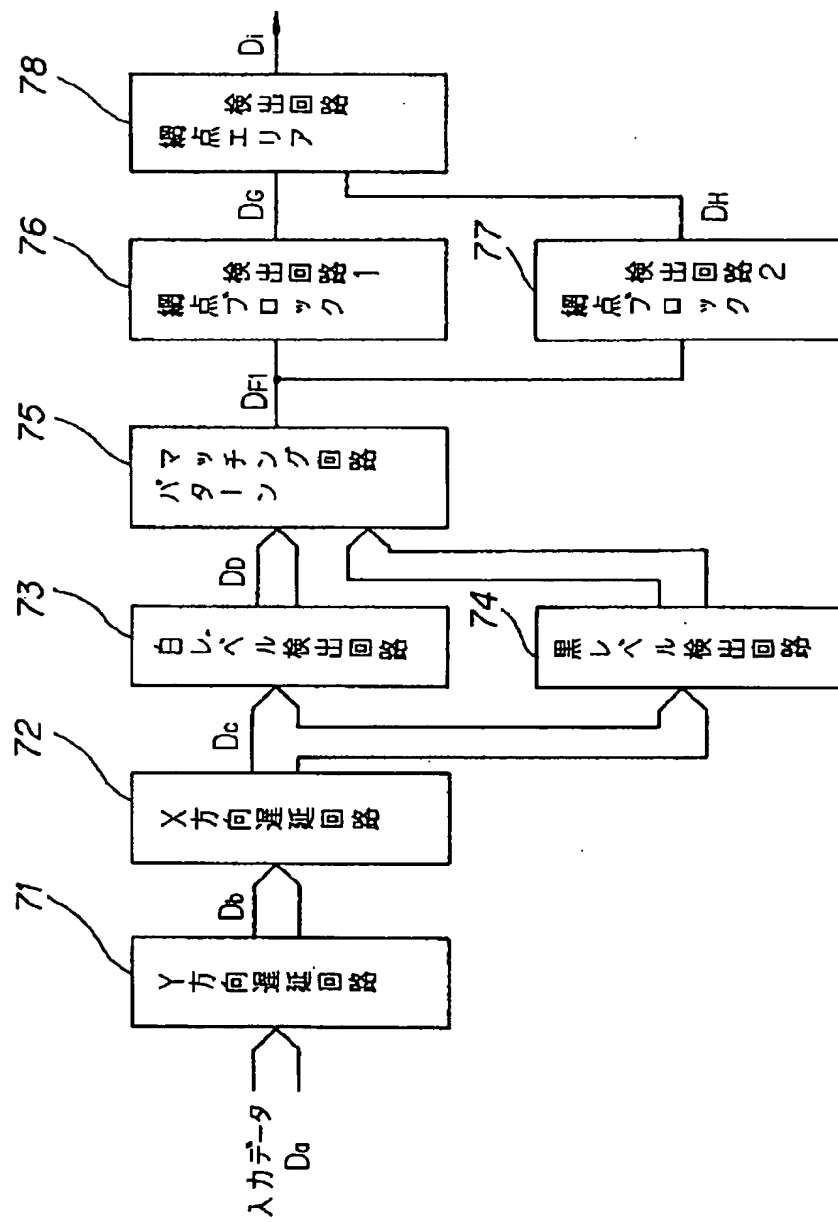 入力データ
Da
71
Y方向遅延回路
Db
72
X方向遅延回路
Dc
73
白レベル検出回路
DD
74
黒レベル検出回路
75
パターン
マッチング回路
DF1
76
網点ブロック
検出回路1
DG
77
網点ブロック
検出回路2
DH
78
網点エリア
検出回路
Di